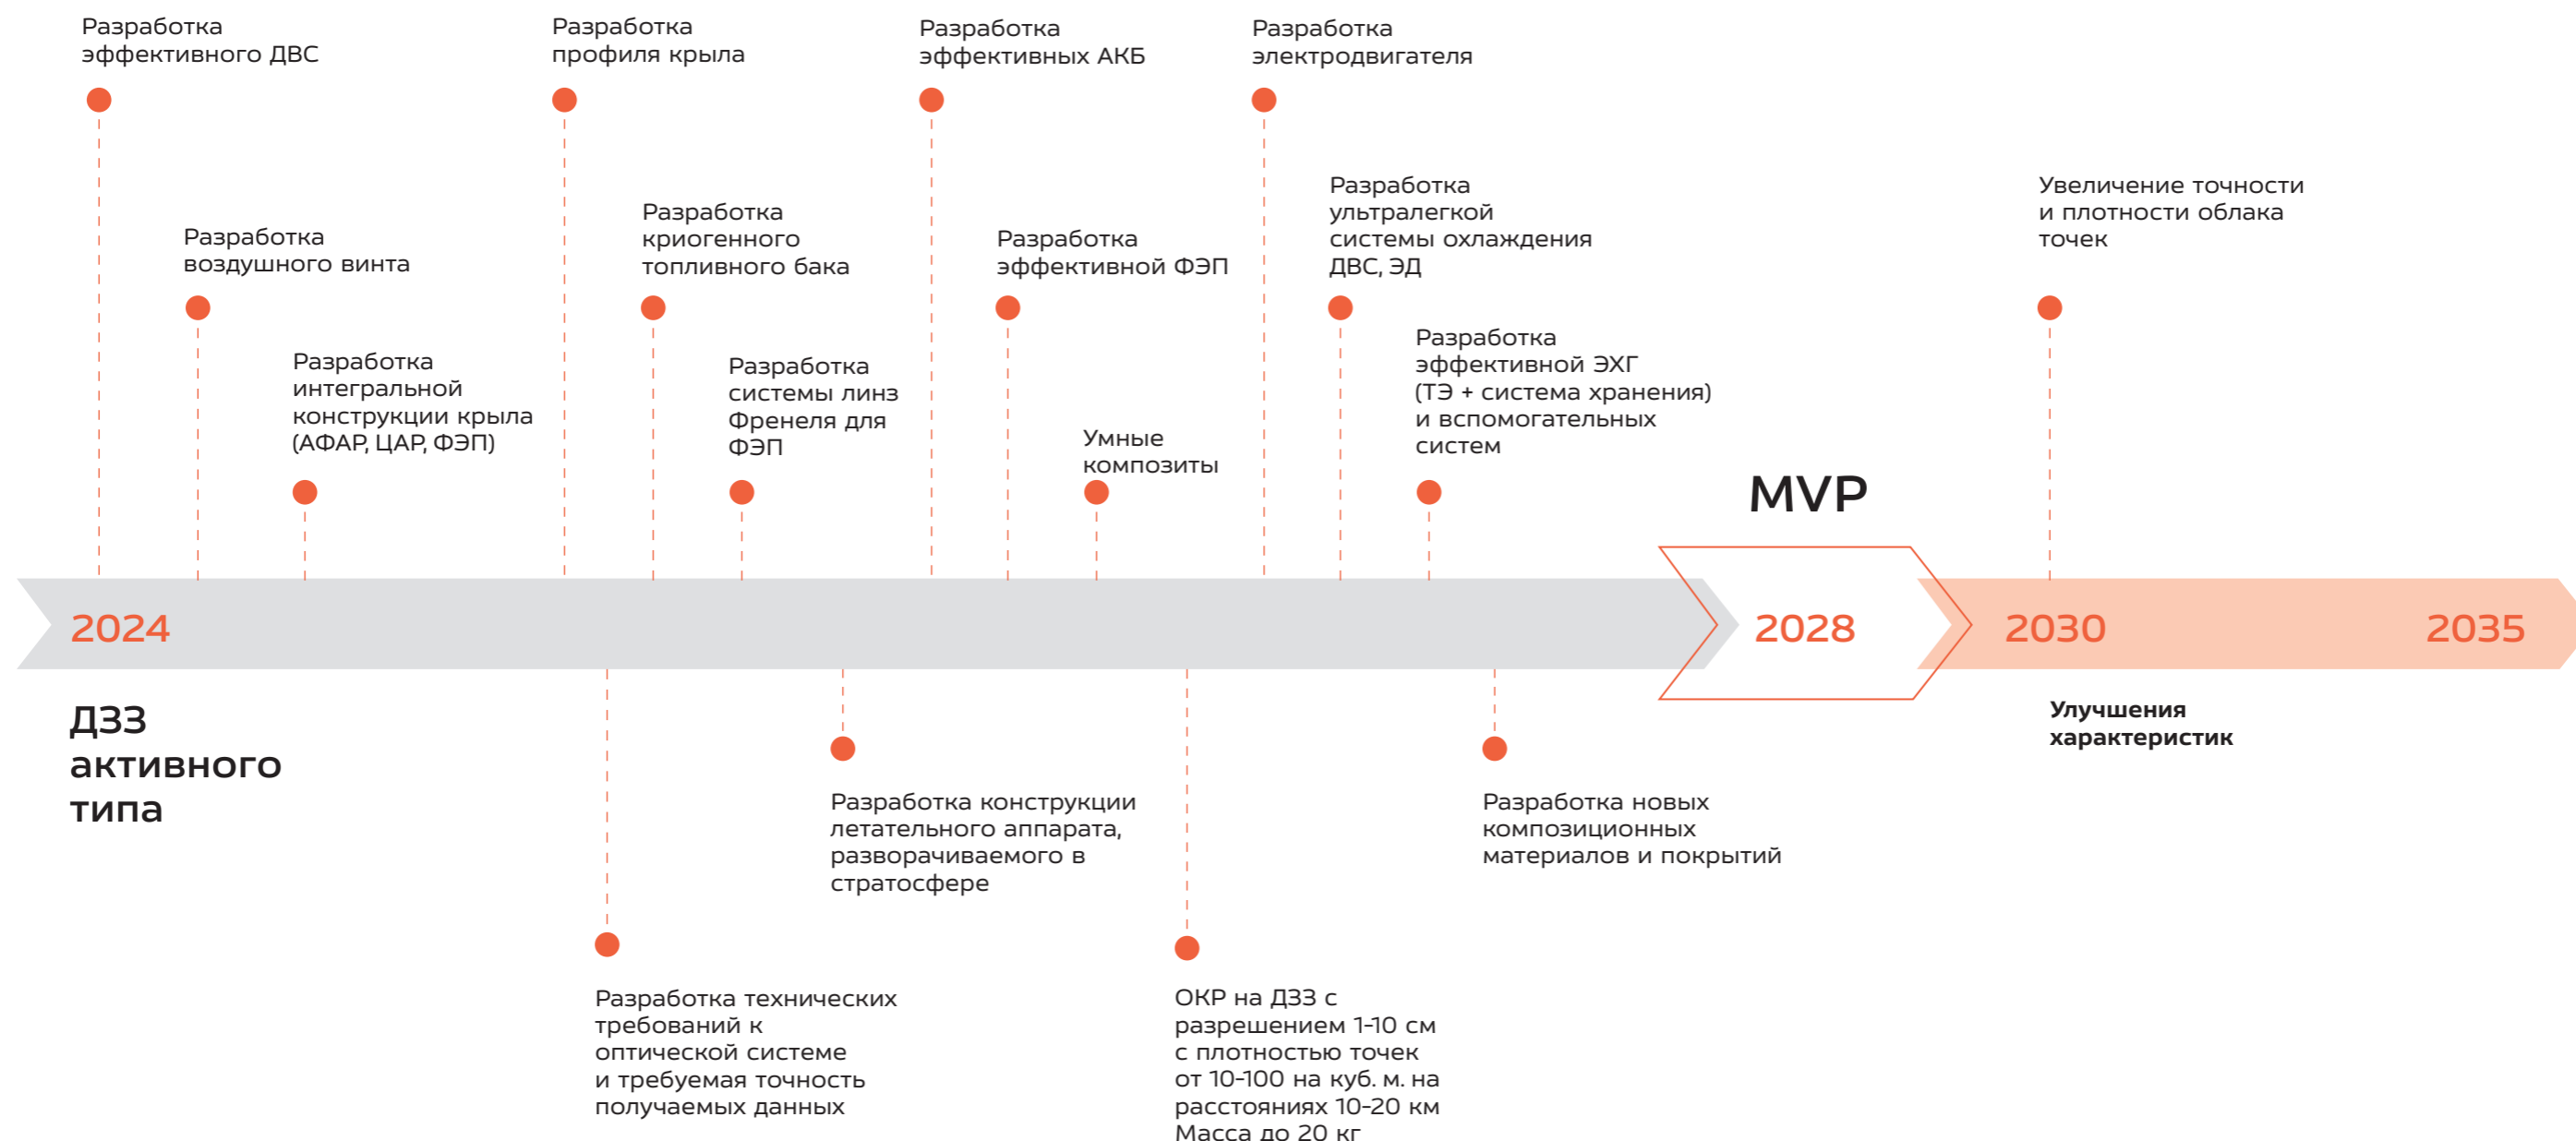 Разработка
эффективного ДВС
Разработка
воздушного винта
Разработка
интегральной
конструкции крыла
(АФАР, ЦАР, ФЭП)
Разработка
профиля крыла
Разработка
криогенного
топливного бака
Разработка
системы линз
Френеля для
ФЭП
Разработка
эффективных АКБ
Разработка
эффективной ФЭП
Умные
композиты
Разработка
электродвигателя
Разработка
ультралегкой
системы охлаждения
ДВС, ЭД
Разработка
эффективной ЭХГ
(ТЭ + система хранения)
и вспомогательных
систем
MVP
Увеличение точности
и плотности облака
точек
2024
2028
2030
2035
ДЗЗ
активного
типа
Разработка технических
требований к
оптической системе
и требуемая точность
получаемых данных
Разработка конструкции
летательного аппарата,
разворачиваемого в
стратосфере
ОКР на ДЗЗ с
разрешением 1-10 см
с плотностью точек
от 10-100 на куб. м. на
расстояниях 10-20 км
Масса до 20 кг
Разработка новых
композиционных
материалов и покрытий
Улучшения
характеристик